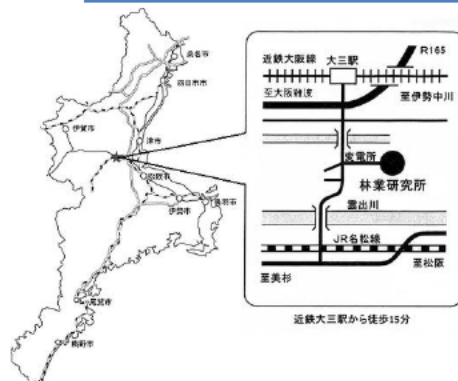 桑名市
四日市市
伊賀市
津市
松阪市
伊勢市
鳥羽市
尾鷲市
熊野市
R165
近鉄大阪線
大三駅
至大阪難波
至伊勢中川
変電所
林業研究所
雲出川
JR名松線
至美杉
至松阪
近鉄大三駅から徒歩15分